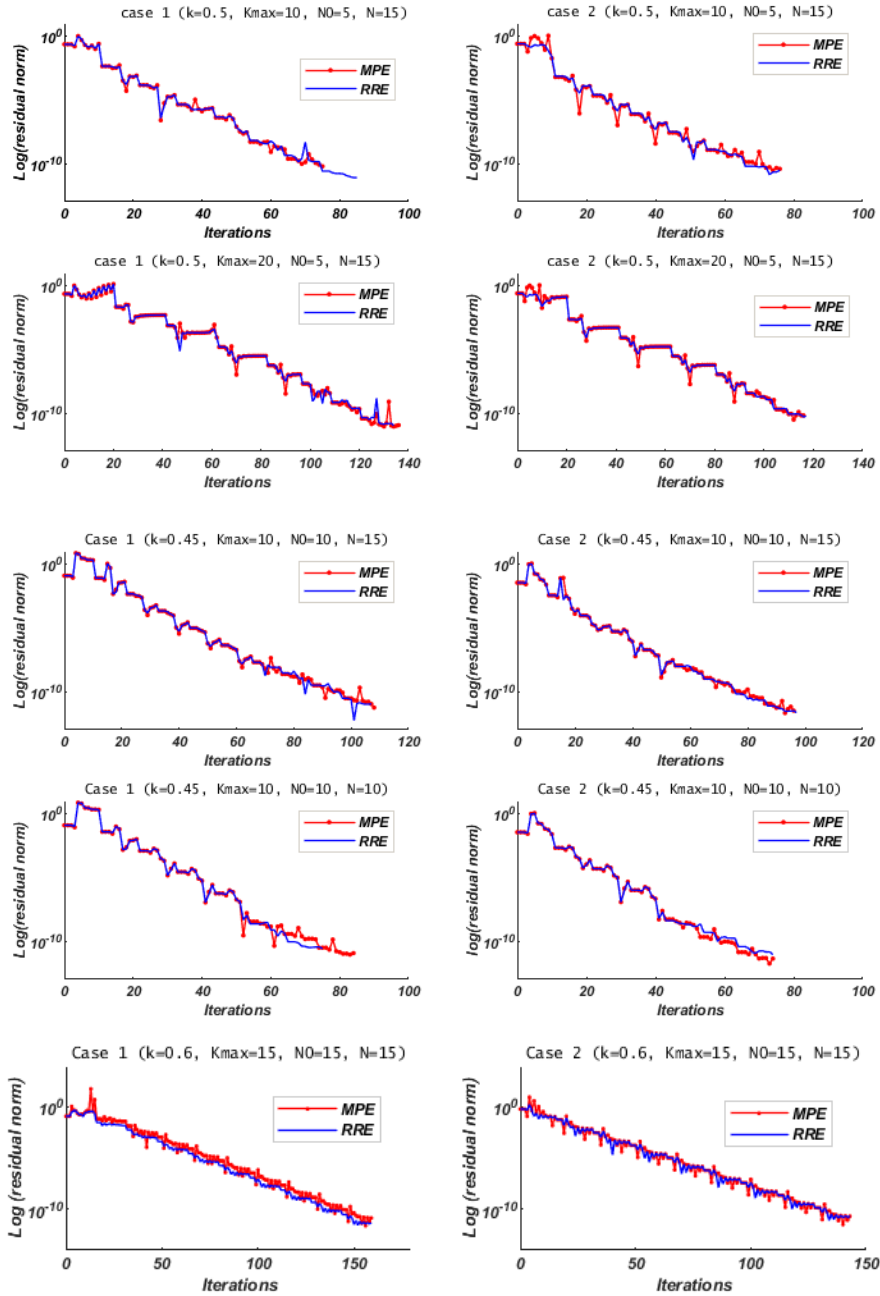 case 1 (k=0.5, Kmax=10, N0=5, N=15)
Log(residual norm)
10^0
10^-10
MPE
RRE
0 20 40 60 80 100
Iterations
case 2 (k=0.5, Kmax=10, N0=5, N=15)
Log(residual norm)
10^0
10^-10
MPE
RRE
0 20 40 60 80 100
Iterations
case 1 (k=0.5, Kmax=20, N0=5, N=15)
Log(residual norm)
10^0
10^-10
MPE
RRE
0 20 40 60 80 100 120 140
Iterations
case 2 (k=0.5, Kmax=20, N0=5, N=15)
Log(residual norm)
10^0
10^-10
MPE
RRE
0 20 40 60 80 100 120 140
Iterations
Case 1 (k=0.45, Kmax=10, N0=10, N=15)
Log(residual norm)
10^0
10^-10
MPE
RRE
0 20 40 60 80 100 120
Iterations
Case 2 (k=0.45, Kmax=10, N0=10, N=15)
Log(residual norm)
10^0
10^-10
MPE
RRE
0 20 40 60 80 100 120
Iterations
Case 1 (k=0.45, Kmax=10, N0=10, N=10)
Log(residual norm)
10^0
10^-10
MPE
RRE
0 20 40 60 80 100
Iterations
Case 2 (k=0.45, Kmax=10, N0=10, N=10)
log(residual norm)
10^0
10^-10
MPE
RRE
0 20 40 60 80 100
Iterations
Case 1 (k=0.6, Kmax=15, N0=15, N=15)
Log (residual norm)
10^0
10^-10
MPE
RRE
0 50 100 150
Iterations
Case 2 (k=0.6, Kmax=15, N0=15, N=15)
Log (residual norm)
10^0
10^-10
MPE
RRE
0 50 100 150
Iterations